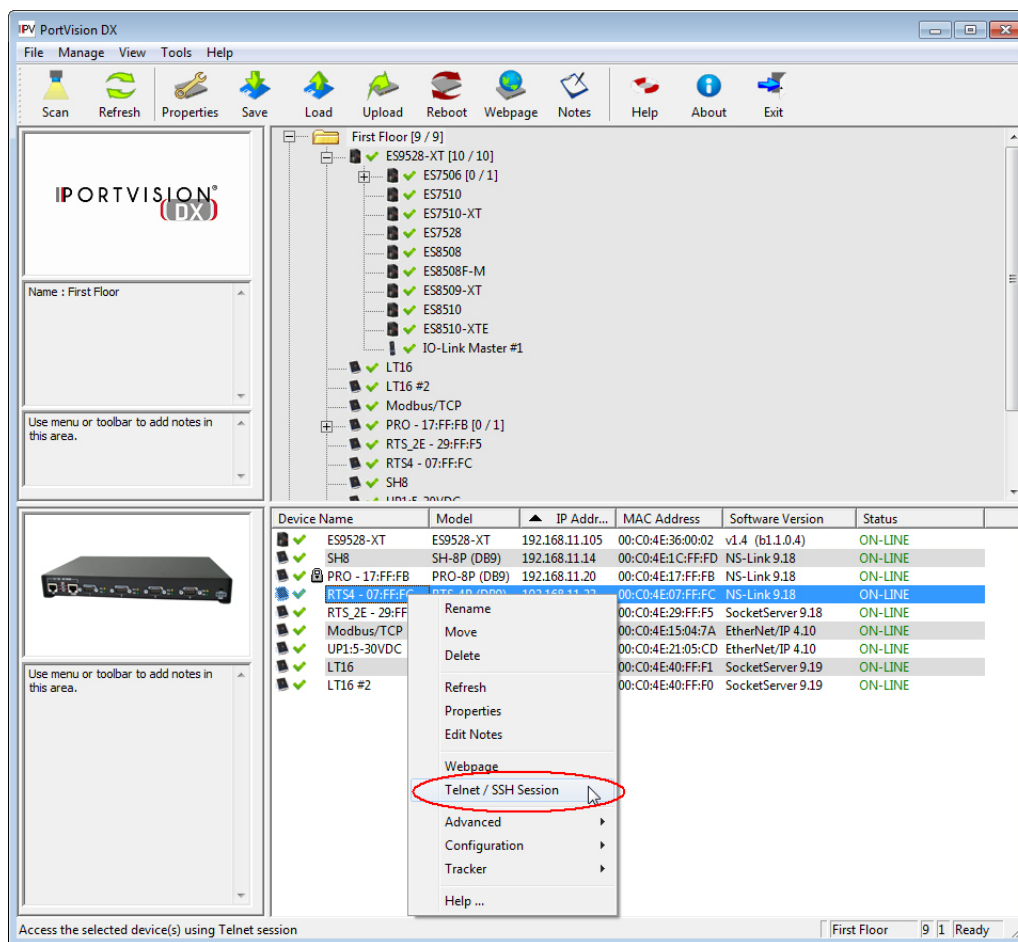 IPV PortVision DX
File Manage View Tools Help
Scan Refresh Properties Save Load Upload Reboot Webpage Notes Help About Exit
PORTVISION®
(DX)
Name : First Floor
Use menu or toolbar to add notes in
this area.
First Floor [9 / 9]
ES9528-XT [10 / 10]
ES7506 [0 / 1]
ES7510
ES7510-XT
ES7528
ES8508
ES8508F-M
ES8509-XT
ES8510
ES8510-XTE
IO-Link Master #1
LT16
LT16 #2
Modbus/TCP
PRO - 17:FF:FB [0 / 1]
RTS_2E - 29:FF:F5
RTS4 - 07:FF:FC
SH8
UP1:5-30VDC
Use menu or toolbar to add notes in
this area.
Device Name Model IP Addr... MAC Address Software Version Status
ES9528-XT ES9528-XT 192.168.11.105 00:C0:4E:36:00:02 v1.4 (b1.1.0.4) ON-LINE
SH8 SH-8P (DB9) 192.168.11.14 00:C0:4E:1C:FF:FD NS-Link 9.18 ON-LINE
PRO - 17:FF:FB PRO-8P (DB9) 192.168.11.20 00:C0:4E:17:FF:FB NS-Link 9.18 ON-LINE
RTS4 - 07:FF:FC RTS-4P (DB9) 192.168.11.23 00:C0:4E:07:FF:FC NS-Link 9.18 ON-LINE
RTS_2E - 29:FF 00:C0:4E:29:FF:F5 SocketServer 9.18 ON-LINE
Modbus/TCP 00:C0:4E:15:04:7A EtherNet/IP 4.10 ON-LINE
UP1:5-30VDC 00:C0:4E:21:05:CD EtherNet/IP 4.10 ON-LINE
LT16 00:C0:4E:40:FF:F1 SocketServer 9.19 ON-LINE
LT16 #2 00:C0:4E:40:FF:F0 SocketServer 9.19 ON-LINE
Rename
Move
Delete
Refresh
Properties
Edit Notes
Webpage
Telnet / SSH Session
Advanced
Configuration
Tracker
Help ...
Access the selected device(s) using Telnet session First Floor 9 1 Ready